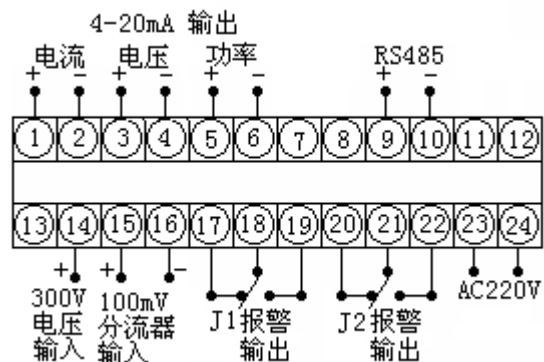 4-20mA 输出
电流 电压 功率 RS485
+ - + - + - + -
1 2 3 4 5 6 7 8 9 10 11 12
13 14 15 16 17 18 19 20 21 22 23 24
+ + -
300V 100mV J1报警 J2报警 AC220V
电压 分流器 输出 输出
输入 输入